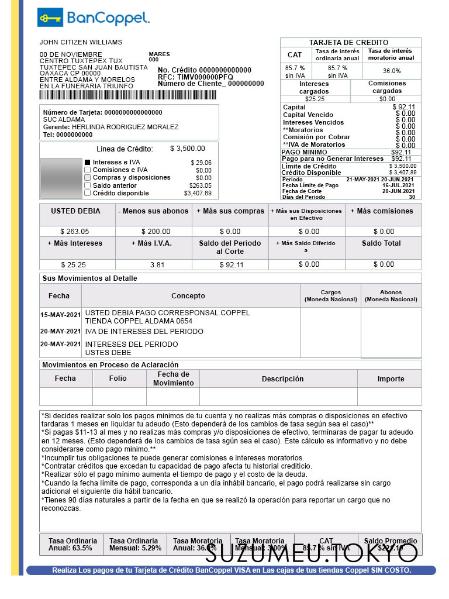 BanCoppel.
JOHN CITIZEN WILLIAMS
00 DE NOVIEMBRE MARES
CENTRO TUXTEPEX TUX 000
TUXTEPEC SAN JUAN BAUTISTA
OAXACA CP 00000
ENTRE ALDAMA Y MORELOS
EN LA FUNERARIA TRIUNFO
No. Crédito 0000000000000
RFC: TIMV000000PFQ
Número de Cliente_ 000000000
Número de Tarjeta: 0000000000000000
SUC ALDAMA
Gerente: HERLINDA RODRIGUEZ MORALEZ
Tel: 0000000000
Línea de Crédito: $ 3,500.00
Intereses e IVA $ 29.06
Comisiones e IVA $0.00
Compras y disposiciones $0.00
Saldo anterior $263.05
Crédito disponible $3,407.89
TARJETA DE CREDITO
CAT Tasa de interés ordinaria anual Tasa de interés moratorio anual
85.7 % sin IVA 85.7 % sin IVA 36.0%
Intereses cargados Comisiones cargadas
$25.25 $0.00
Capital $ 92.11
Capital Vencido $ 0.00
Intereses Vencidos $ 0.00
**Moratorios $ 0.00
Comisión por Cobrar $ 0.00
**IVA de Moratorios $ 0.00
PAGO MINIMO $92.11
Pago para no Generar Intereses $92.11
Límite de Crédito $ 3,500.00
Crédito Disponible $ 3,407.89
Periodo 21-MAY-2021 20-JUN-2021
Fecha Límite de Pago 16-JUL-2021
Fecha de Corte 20-JUN-2021
Días del Periodo 30
USTED DEBIA - Menos sus abonos + Más sus compras + Más sus Disposiciones en Efectivo + Más comisiones
$ 263.05 $ 200.00 $ 0.00 $ 0.00 $ 0.00
+ Más Intereses + Más I.V.A. Saldo del Periodo al Corte + Más Saldo Diferido a Saldo Total
$ 25.25 3.81 $ 92.11 $ 0.00 $ 0.00
Sus Movimientos al Detalle
Fecha Concepto Cargos (Moneda Nacional) Abonos (Moneda Nacional)
15-MAY-2021 USTED DEBIA PAGO CORRESPONSAL COPPEL
TIENDA COPPEL ALDAMA 0654
20-MAY-2021 IVA DE INTERESES DEL PERIODO
20-MAY-2021 INTERESES DEL PERIODO
USTES DEBE
Movimientos en Proceso de Aclaración
Fecha Folio Fecha de Movimiento Descripción Importe
*Si decides realizar solo los pagos mínimos de tu cuenta y no realizas más compras o disposiciones en efectivo
tardaras 1 meses en liquidar tu adeudo (Esto dependerá de los cambios de tasa según sea el caso)**
*Si pagas $11-13 al mes y no realizas más compras y/o disposiciones de efectivo, terminaras de pagar tu adeudo
en 12 meses. (Esto dependerá de los cambios de tasa según sea el caso). Este cálculo es informativo y no debe
considerarse como pago mínimo.**
*Incumplir tus obligaciones te puede generar comisiones e intereses moratorios.
*Contratar créditos que excedan tu capacidad de pago afecta tu historial crediticio.
*Realizar sólo el pago mínimo aumenta el tiempo de pago y el costo de la deuda.
*Cuando la fecha límite de pago, corresponda a un día inhábil bancario, el pago podrá realizarse sin cargo
adicional el siguiente día hábil bancario.
*Tienes 90 día naturales a partir de la fecha en que se realizó la operación para reportar un cargo que no
reconozcas.
Tasa Ordinaria Anual: 63.5% Tasa Ordinaria Mensual: 5.29% Tasa Moratoria Anual: Tasa Moratoria Mensual: 3.00% CAT 85.7 % sin IVA Saldo Promedio
SUZUMEU.TOKYO
Realiza Los pagos de tu Tarjeta de Crédito BanCoppel VISA en Las cajas de tus tiendas Coppel SIN COSTO.